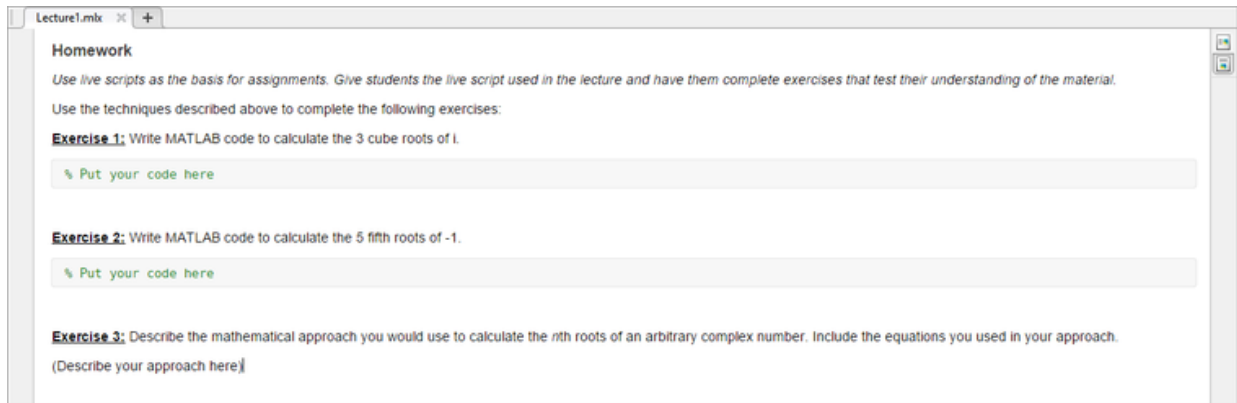 Lecture1.mlx
Homework
Use live scripts as the basis for assignments. Give students the live script used in the lecture and have them complete exercises that test their understanding of the material.
Use the techniques described above to complete the following exercises:
Exercise 1: Write MATLAB code to calculate the 3 cube roots of i.
% Put your code here
Exercise 2: Write MATLAB code to calculate the 5 fifth roots of -1.
% Put your code here
Exercise 3: Describe the mathematical approach you would use to calculate the nth roots of an arbitrary complex number. Include the equations you used in your approach.
(Describe your approach here)